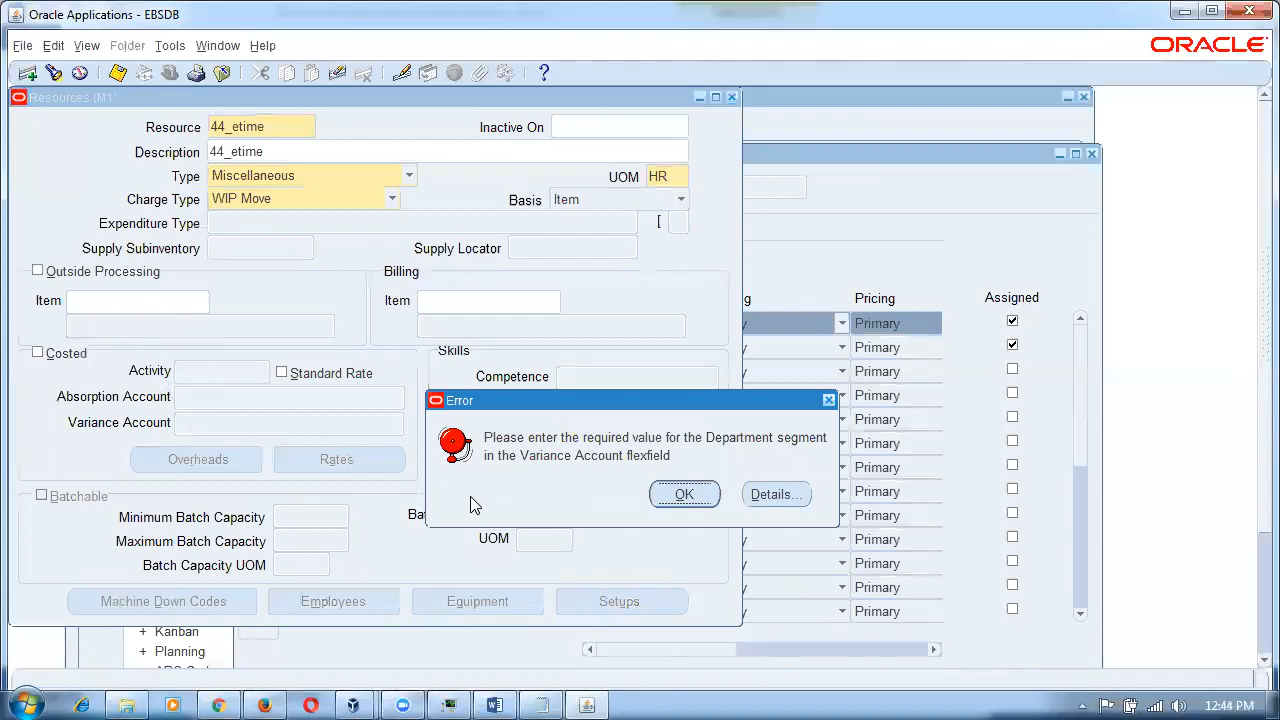 Oracle Applications - EBSDB
File Edit View Folder Tools Window Help
ORACLE
Resources (M1)
Resource 44_etime Inactive On
Description 44_etime
Type Miscellaneous UOM HR
Charge Type WIP Move Basis Item
Expenditure Type [
Supply Subinventory Supply Locator
Outside Processing Billing
Item Item
Pricing Assigned
Primary
Primary
Primary
Primary
Primary
Primary
Primary
Primary
Primary
Primary
Primary
Primary
Primary
Costed Skills
Activity Standard Rate Competence
Absorption Account
Variance Account
Overheads Rates
Error
Please enter the required value for the Department segment
in the Variance Account flexfield
OK Details...
Batchable
Minimum Batch Capacity
Maximum Batch Capacity UOM
Batch Capacity UOM
Machine Down Codes Employees Equipment Setups
+ Kanban
+ Planning
12:44 PM